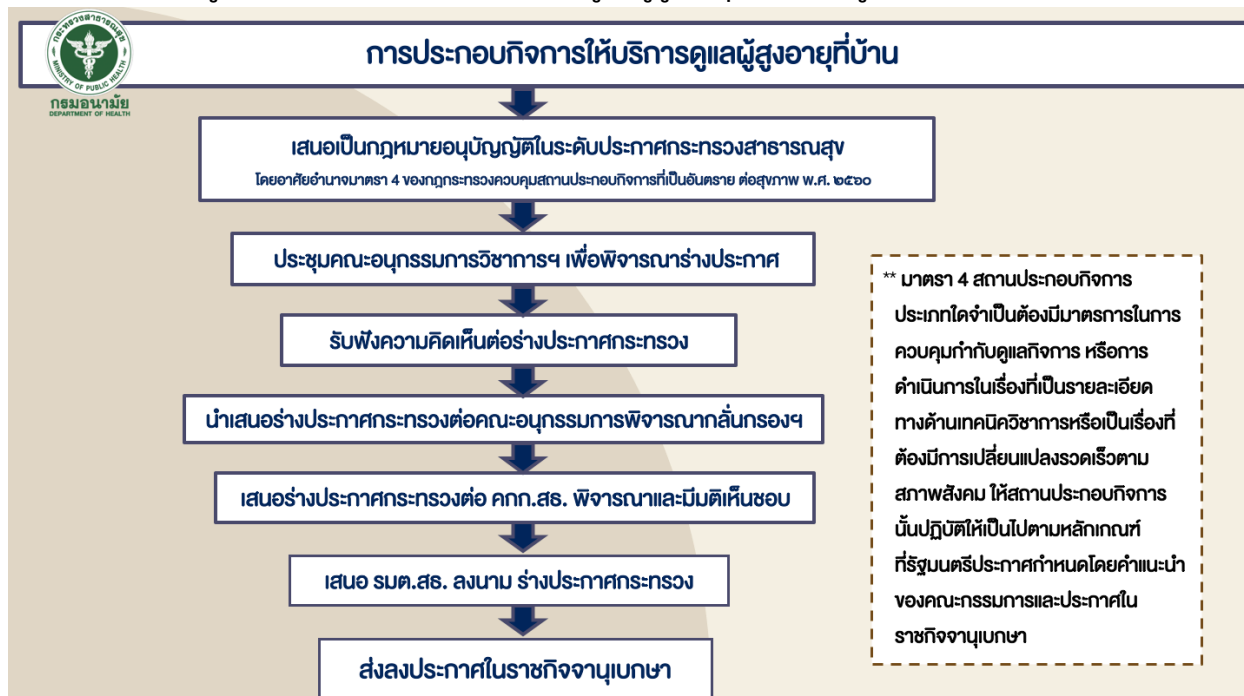 กระทรวงสาธารณสุข
MINISTRY OF PUBLIC HEALTH
กรมอนามัย
DEPARTMENT OF HEALTH
การประกอบกิจการให้บริการดูแลผู้สูงอายุที่บ้าน
เสนอเป็นกฎหมายอนุบัญญัติในระดับประกาศกระทรวงสาธารณสุข
โดยอาศัยอำนาจมาตรา 4 ของกฎกระทรวงควบคุมสถานประกอบกิจการที่เป็นอันตราย ต่อสุขภาพ พ.ศ. ๒๕๖๐
ประชุมคณะอนุกรรมการวิชาการฯ เพื่อพิจารณาร่างประกาศ
รับฟังความคิดเห็นต่อร่างประกาศกระทรวง
นำเสนอร่างประกาศกระทรวงต่อคณะอนุกรรมการพิจารณากลั่นกรองฯ
เสนอร่างประกาศกระทรวงต่อ คกก.สธ. พิจารณาและมีมติเห็นชอบ
เสนอ รมต.สธ. ลงนาม ร่างประกาศกระทรวง
ส่งลงประกาศในราชกิจจานุเบกษา
** มาตรา 4 สถานประกอบกิจการ
ประเภทใดจำเป็นต้องมีมาตรการในการ
ควบคุมกำกับดูแลกิจการ หรือการ
ดำเนินการในเรื่องที่เป็นรายละเอียด
ทางด้านเทคนิควิชาการหรือเป็นเรื่องที่
ต้องมีการเปลี่ยนแปลงรวดเร็วตาม
สภาพสังคม ให้สถานประกอบกิจการ
นั้นปฏิบัติให้เป็นไปตามหลักเกณฑ์
ที่รัฐมนตรีประกาศกำหนดโดยคำแนะนำ
ของคณะกรรมการและประกาศใน
ราชกิจจานุเบกษา